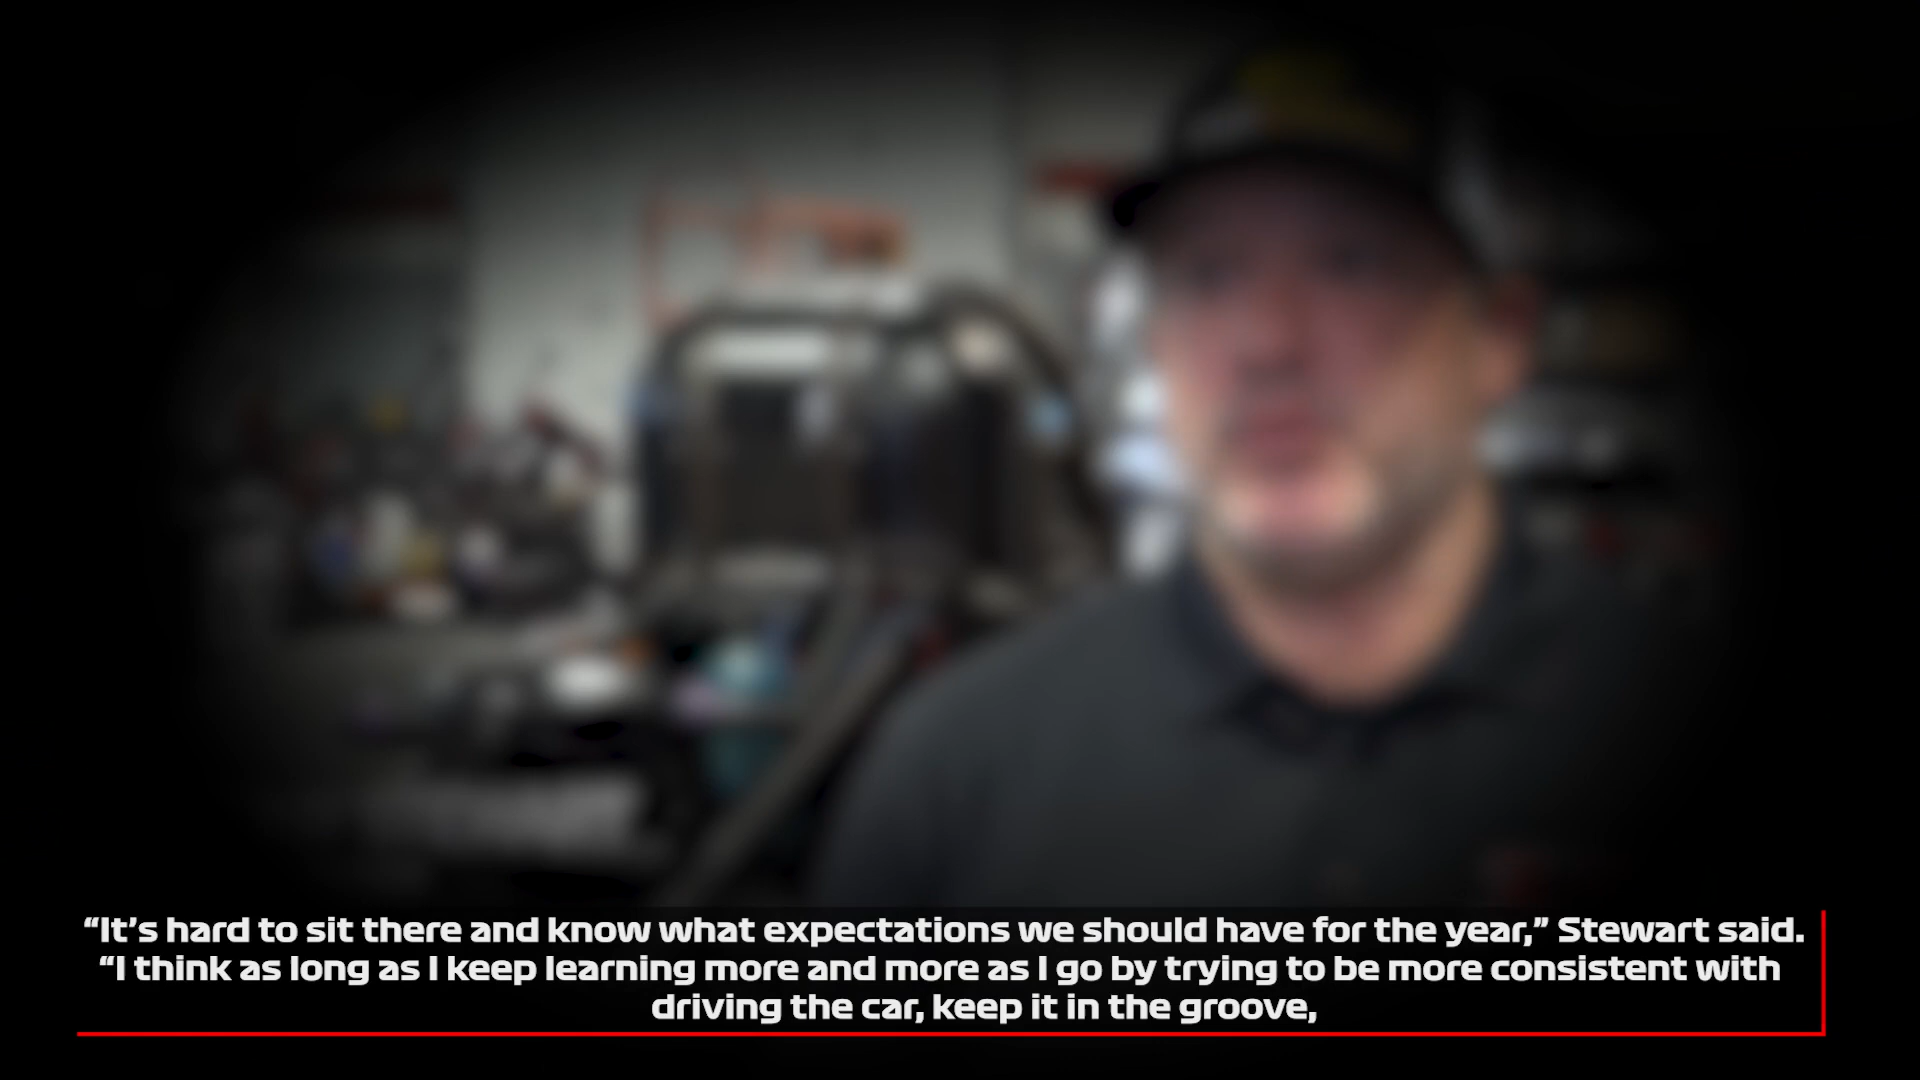 “It’s hard to sit there and know what expectations we should have for the year,” Stewart said.
“I think as long as I keep learning more and more as I go by trying to be more consistent with
driving the car, keep it in the groove,